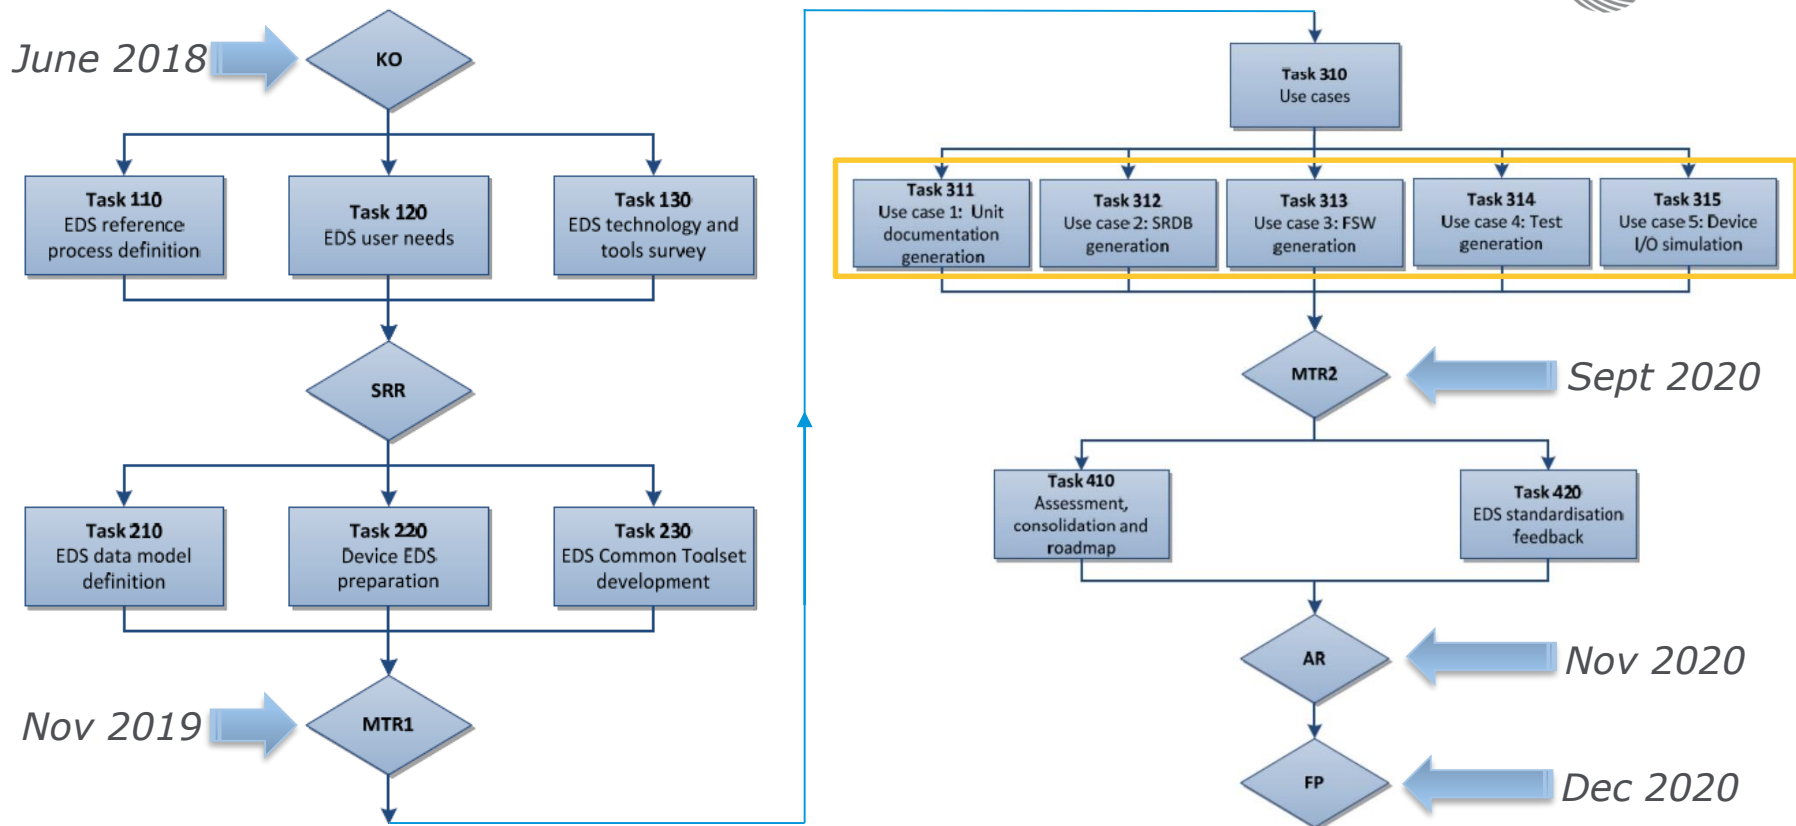 June 2018
KO
Task 110
EDS reference
process definition
Task 120
EDS user needs
Task 130
EDS technology and
tools survey
SRR
Task 210
EDS data model
definition
Task 220
Device EDS
preparation
Task 230
EDS Common Toolset
development
Nov 2019
MTR1
Task 310
Use cases
Task 311
Use case 1: Unit
documentation
generation
Task 312
Use case 2: SRDB
generation
Task 313
Use case 3: FSW
generation
Task 314
Use case 4: Test
generation
Task 315
Use case 5: Device
I/O simulation
MTR2
Sept 2020
Task 410
Assessment,
consolidation and
roadmap
Task 420
EDS standardisation
feedback
AR
Nov 2020
FP
Dec 2020